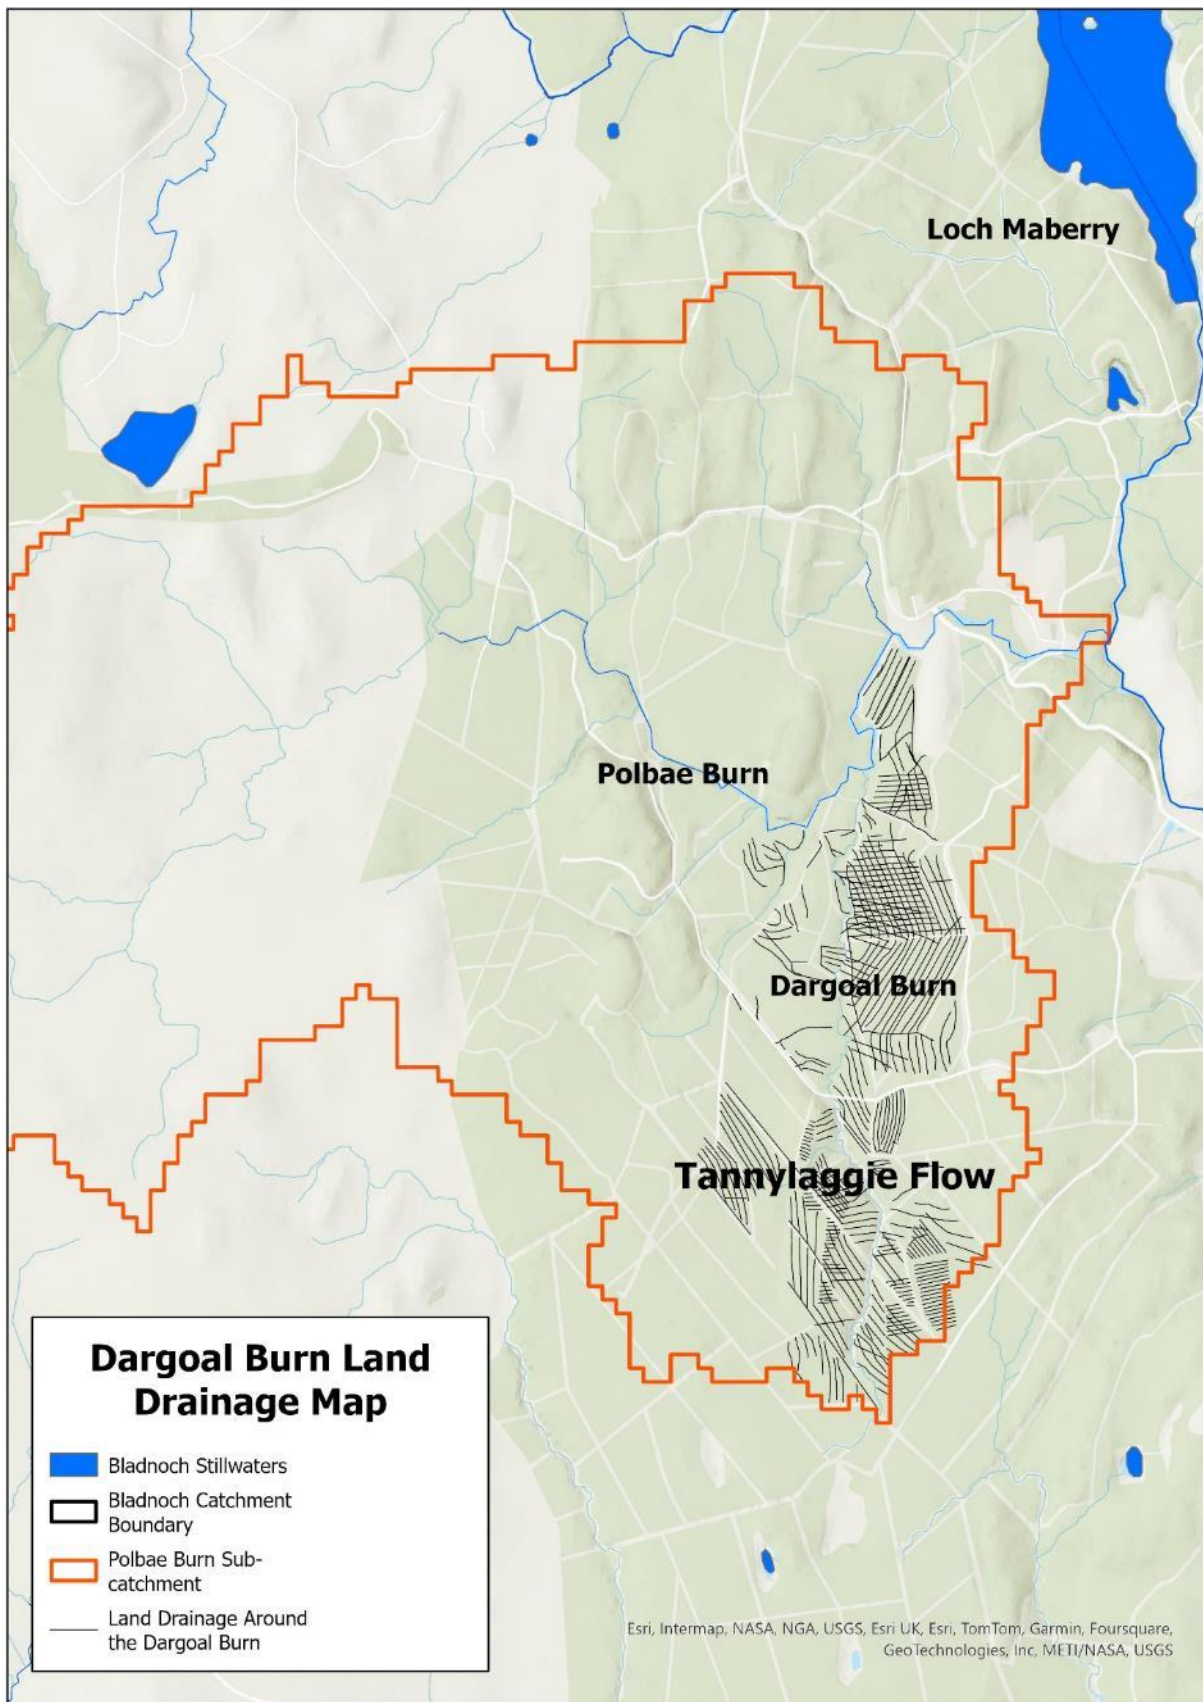 Loch Maberry
Polbae Burn
Dargoal Burn
Tannylaggie Flow
Dargoal Burn Land
Drainage Map
Bladnoch Stillwaters
Bladnoch Catchment
Boundary
Polbae Burn Sub-
catchment
Land Drainage Around
the Dargoal Burn
Esri, Intermap, NASA, NGA, USGS, Esri UK, Esri, TomTom, Garmin, Foursquare,
GeoTechnologies, Inc, METI/NASA, USGS